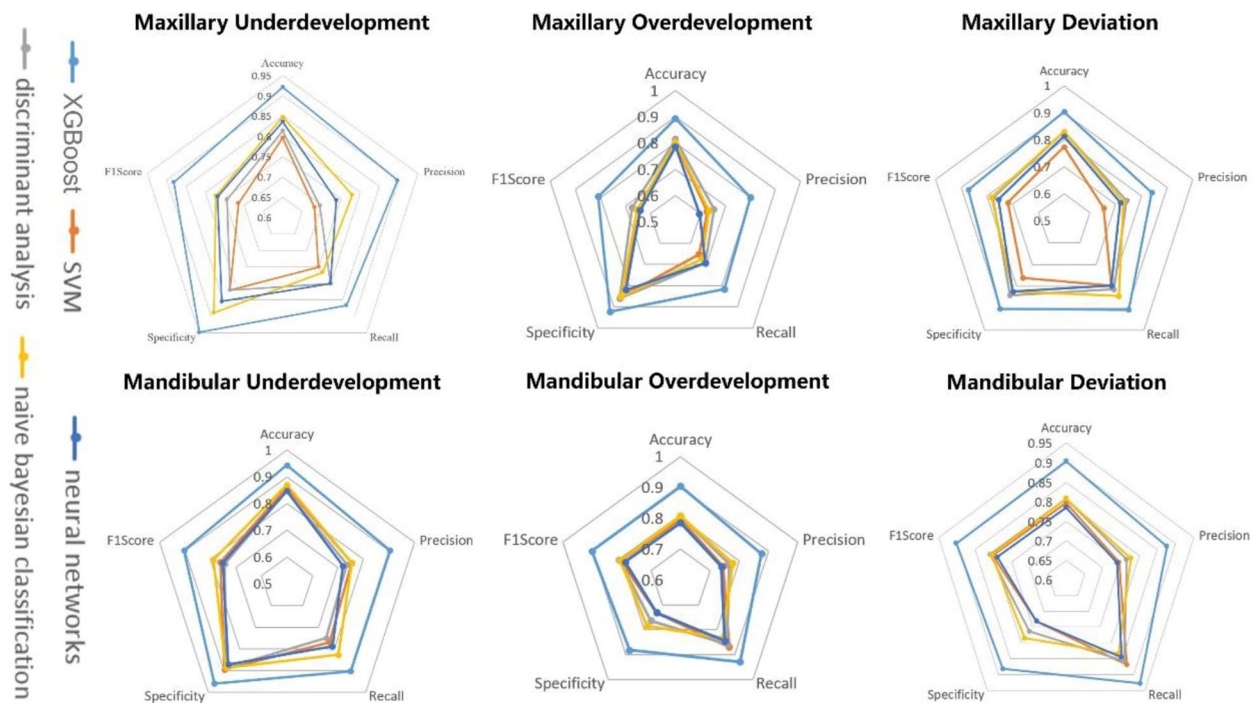 discriminant analysis
XGBoost
SVM
naive bayesian classification
neural networks
Maxillary Underdevelopment
Accuracy
0.95
0.9
0.85
0.8
0.75
0.7
0.65
0.6
F1Score
Precision
Specificity
Recall
Maxillary Overdevelopment
Accuracy
1
0.9
0.8
0.7
0.6
0.5
F1Score
Precision
Specificity
Recall
Maxillary Deviation
Accuracy
1
0.9
0.8
0.7
0.6
0.5
F1Score
Precision
Specificity
Recall
Mandibular Underdevelopment
Accuracy
1
0.9
0.8
0.7
0.6
0.5
F1Score
Precision
Specificity
Recall
Mandibular Overdevelopment
Accuracy
1
0.9
0.8
0.7
0.6
F1Score
Precision
Specificity
Recall
Mandibular Deviation
Accuracy
0.95
0.9
0.85
0.8
0.75
0.7
0.65
0.6
F1Score
Precision
Specificity
Recall